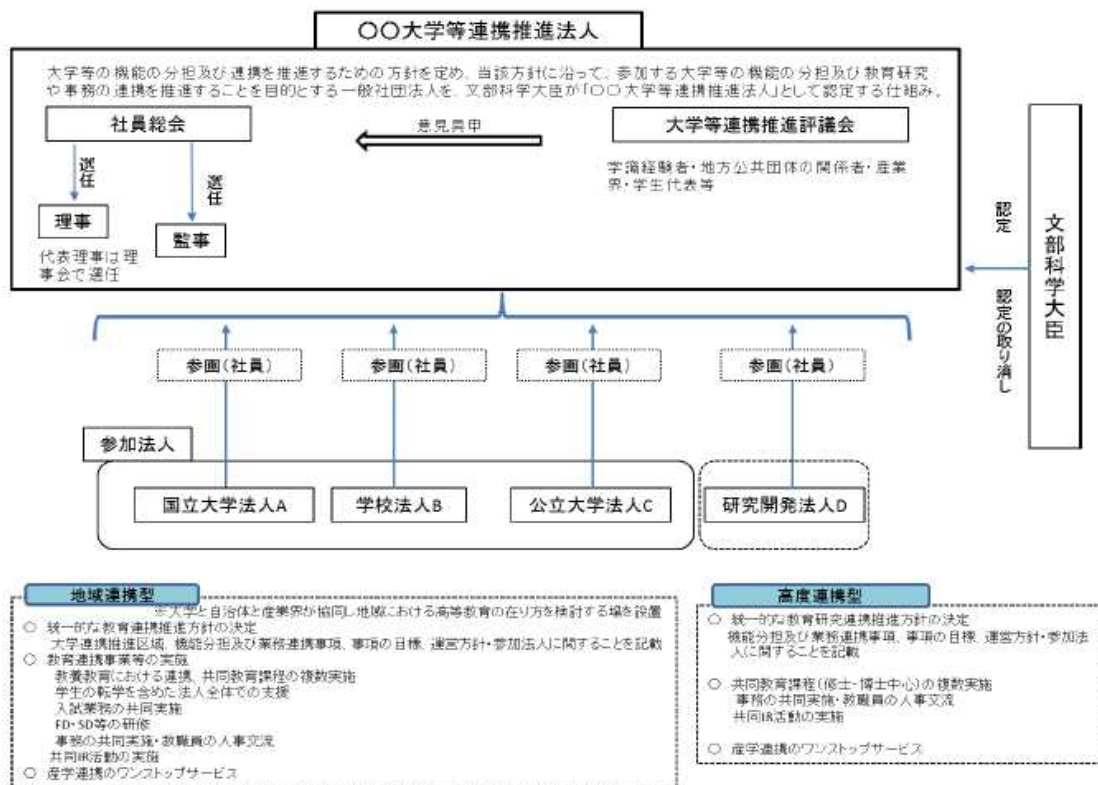 〇〇大学等連携推進法人
大学等の機能の分担及び連携を推進するための方針を定め、当該方針に沿って、参加する大学等の機能の分担及び教育研究
や事務の連携を推進することを目的とする一般社団法人を、文部科学大臣が「〇〇大学等連携推進法人」として認定する仕組み。
社員総会
意見具申
大学等連携推進評議会
学識経験者・地方公共団体の関係者・産業
界・学生代表等
選任
選任
理事
監事
代表理事は理
事会で選任
認定
文部科学大臣
認定の取り消し
参画(社員)
参画(社員)
参画(社員)
参画(社員)
参加法人
国立大学法人A
学校法人B
公立大学法人C
研究開発法人D
地域連携型
※大学と自治体と産業界が協同し地域における高等教育の在り方を検討する場を設置
〇 統一的な教育連携推進方針の決定
大学連携推進区域、機能分担及び業務連携事項、事項の目標、運営方針・参加法人に関することを記載
〇 教育連携事業等の実施
教養教育における連携、共同教育課程の複数実施
学生の転学を含めた法人全体での支援
入試業務の共同実施
FD・SD等の研修
事務の共同実施・教職員の人事交流
共同IR活動の実施
〇 産学連携のワンストップサービス
高度連携型
〇 統一的な教育研究連携推進方針の決定
機能分担及び業務連携事項、事項の目標、運営方針・参加法
人に関することを記載
〇 共同教育課程(修士・博士中心)の複数実施
事務の共同実施・教職員の人事交流
共同IR活動の実施
〇 産学連携のワンストップサービス